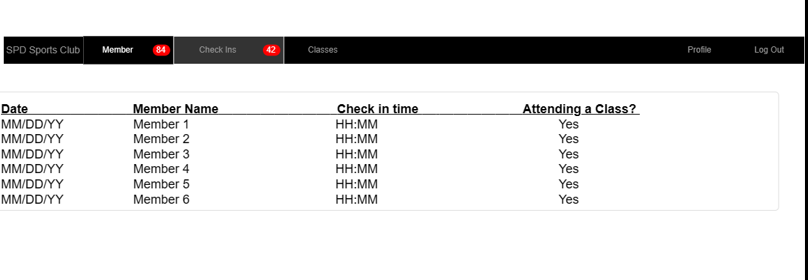 SPD Sports Club Member 84 Check Ins 42 Classes Profile Log Out
Date Member Name Check in time Attending a Class?
MM/DD/YY Member 1 HH:MM Yes
MM/DD/YY Member 2 HH:MM Yes
MM/DD/YY Member 3 HH:MM Yes
MM/DD/YY Member 4 HH:MM Yes
MM/DD/YY Member 5 HH:MM Yes
MM/DD/YY Member 6 HH:MM Yes